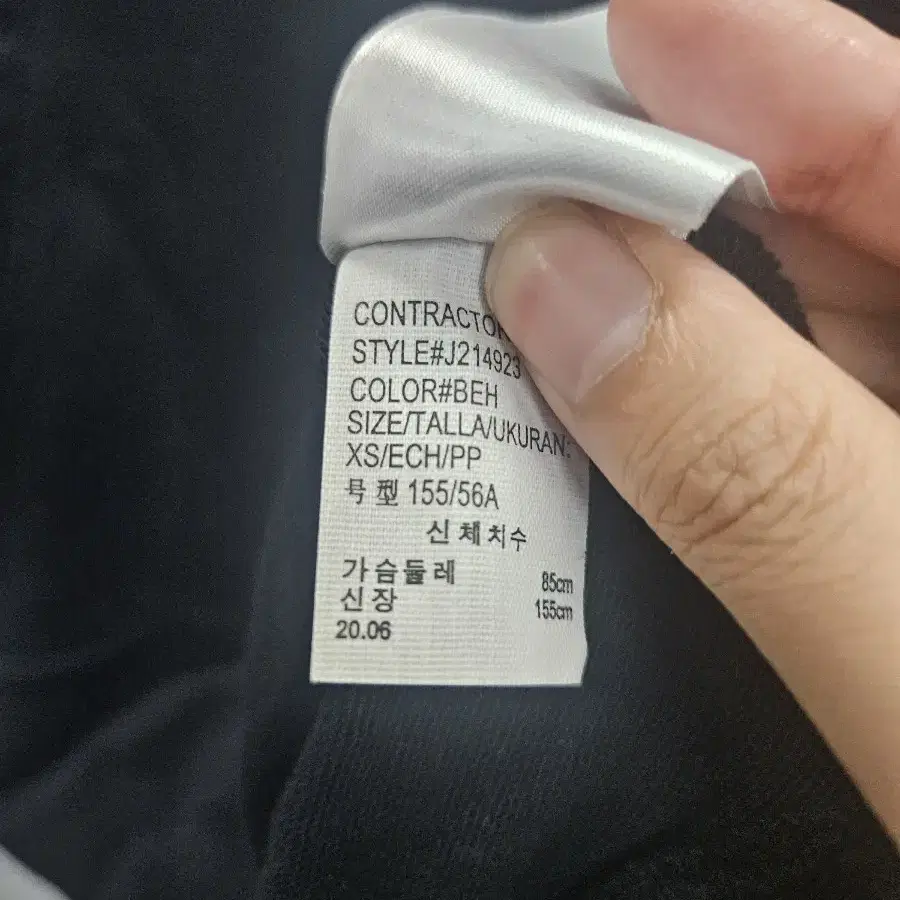 CONTRACTOR
STYLE#J214923
COLOR#BEH
SIZE/TALLA/UKURAN:
XS/ECH/PP
号型 155/56A
신체치수
가슴둘레 85cm
신장 155cm
20.06